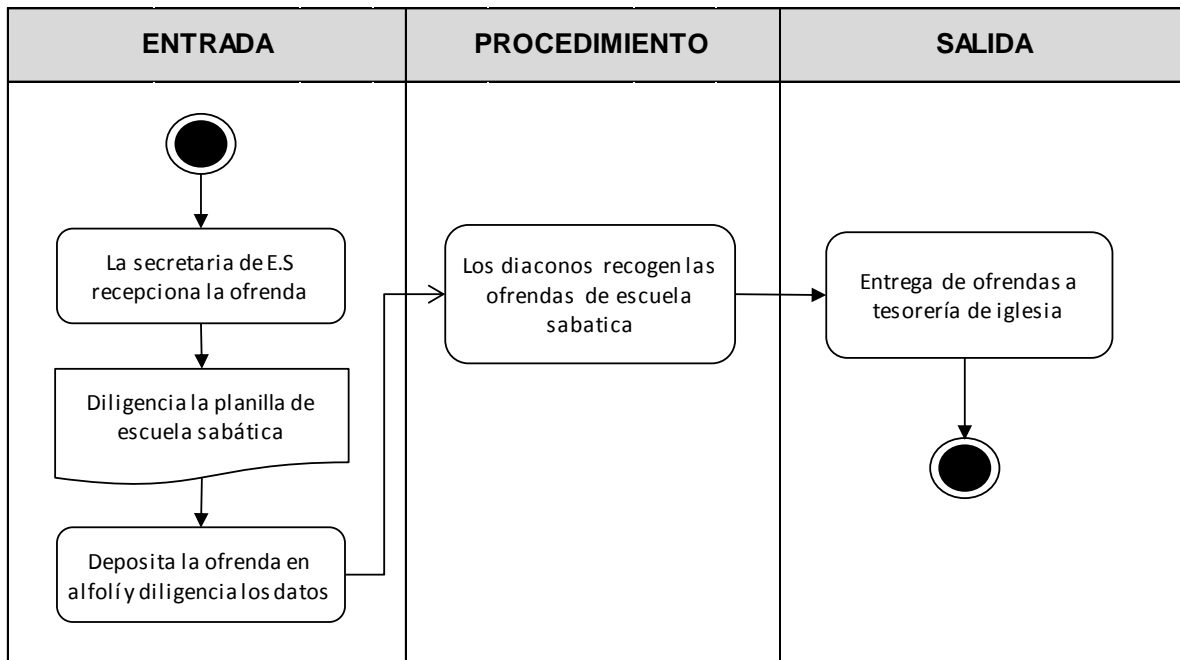 ENTRADA
PROCEDIMIENTO
SALIDA
La secretaria de E.S
recepciona la ofrenda
Diligencia la planilla de
escuela sabática
Deposita la ofrenda en
alfolí y diligencia los datos
Los diaconos recogen las
ofrendas de escuela
sabatica
Entrega de ofrendas a
tesorería de iglesia